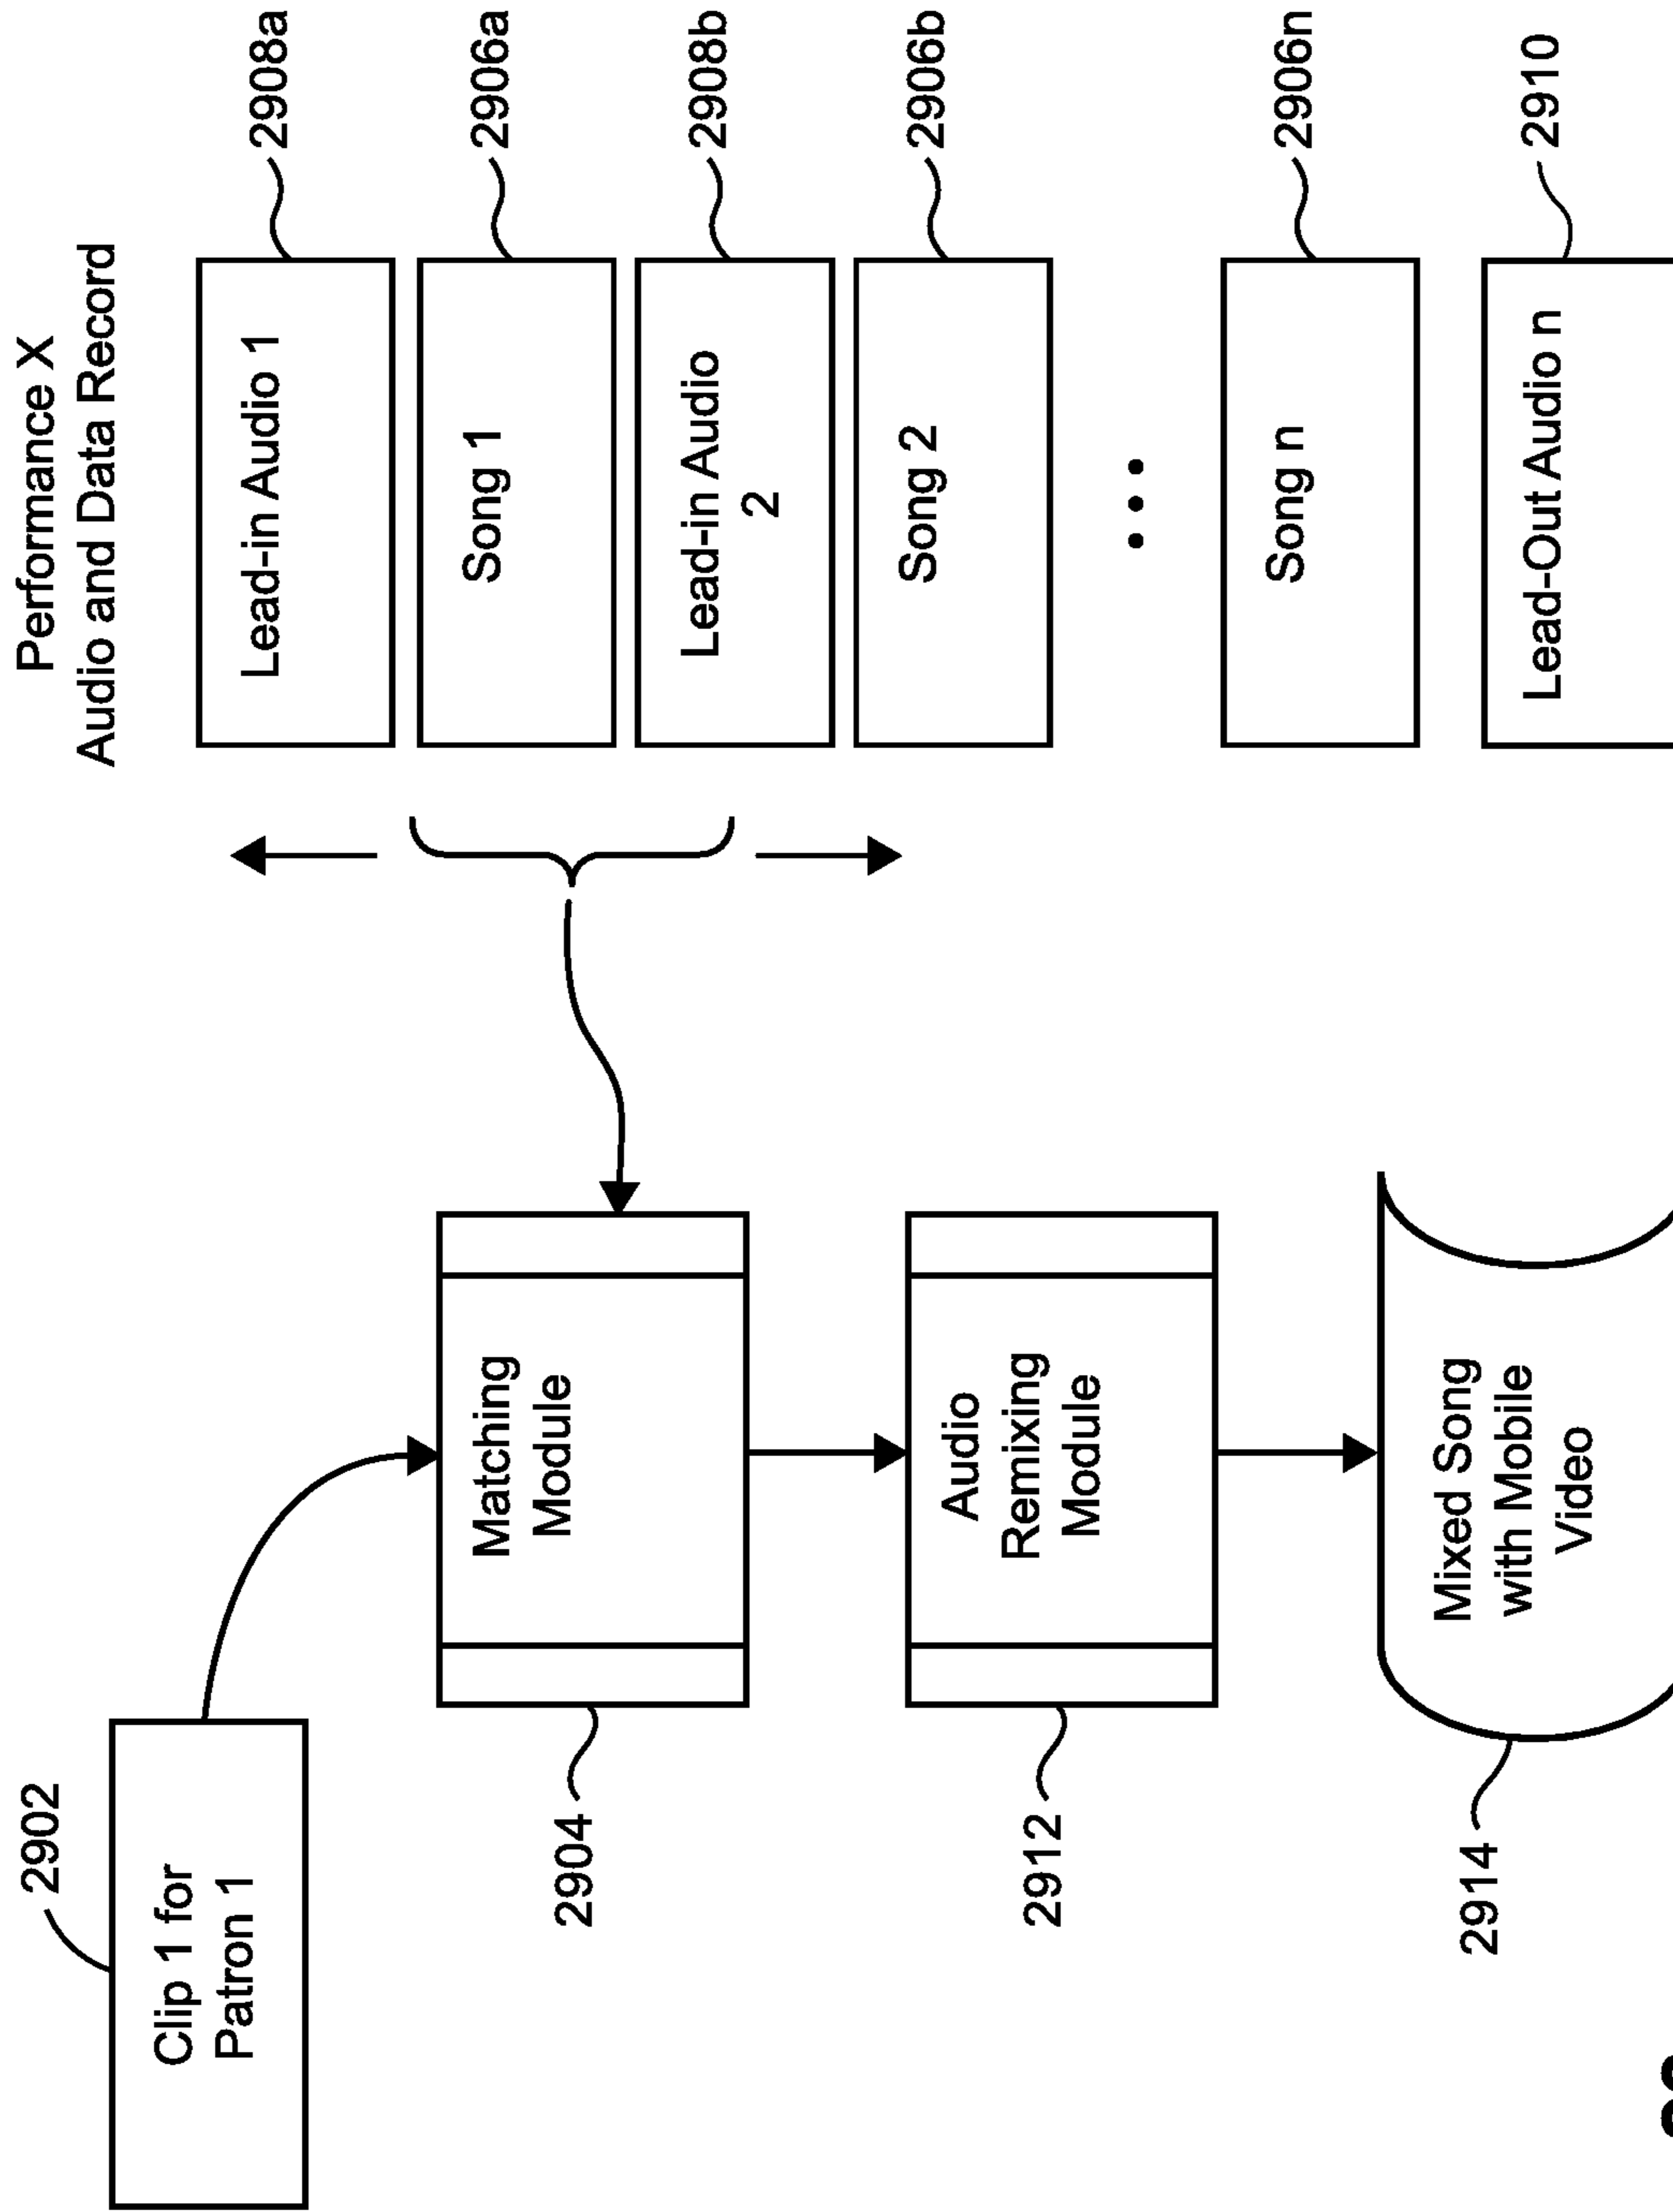 Performance X
Audio and Data Record
2902
Clip 1 for
Patron 1
Lead-in Audio 1
2908a
Song 1
2906a
Matching
Module
2904
Lead-in Audio
2
2908b
Song 2
2906b
Audio
Remixing
Module
2912
Song n
2906n
Mixed Song
with Mobile
Video
2914
Lead-Out Audio n
2910